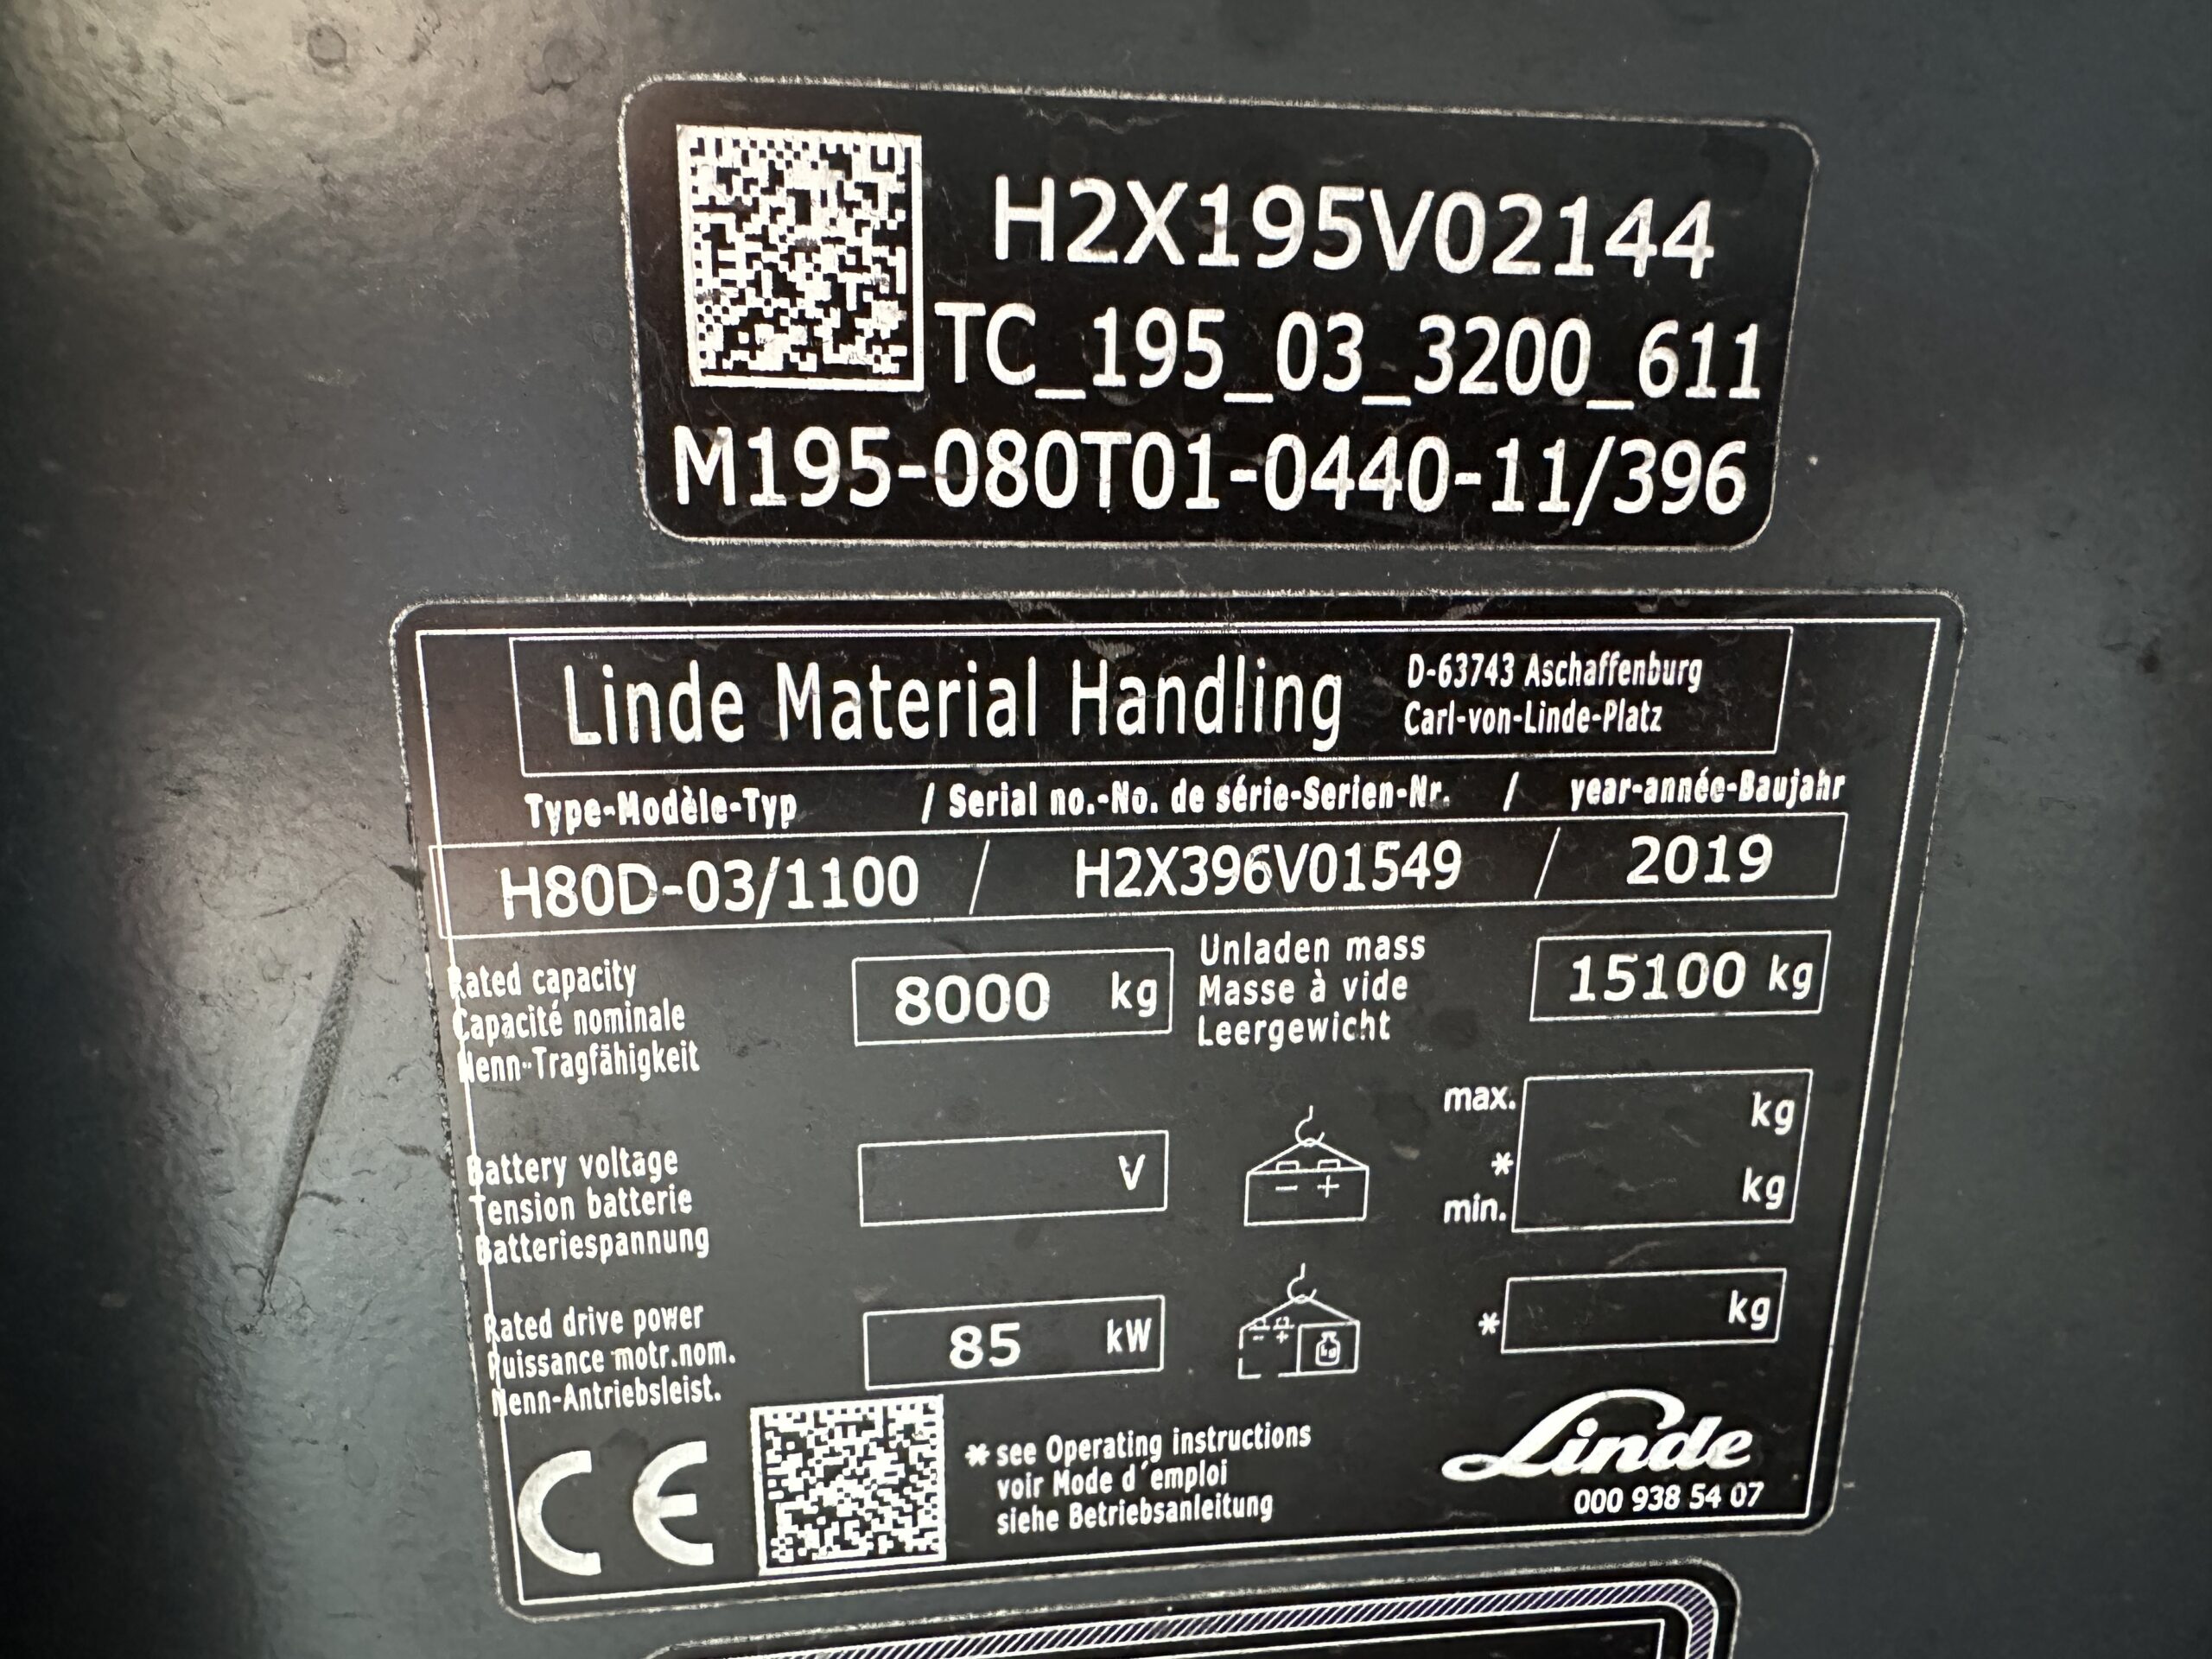 H2X195V02144
TC_195_03_3200_611
M195-080T01-0440-11/396
Linde Material Handling
D-63743 Aschaffenburg
Carl-von-Linde-Platz
Type-Modèle-Typ / Serial no.-No. de série-Serien-Nr. / year-année-Baujahr
H80D-03/1100 / H2X396V01549 / 2019
Rated capacity
Capacité nominale
Nenn-Tragfähigkeit
8000 kg
Unladen mass
Masse à vide
Leergewicht
15100 kg
Battery voltage
Tension batterie
Batteriespannung
V
- +
max. kg
*
min. kg
Rated drive power
Puissance motr.nom.
Nenn-Antriebsleist.
85 kW
- +
* kg
CE
* see Operating instructions
voir Mode d´emploi
siehe Betriebsanleitung
Linde
000 938 54 07